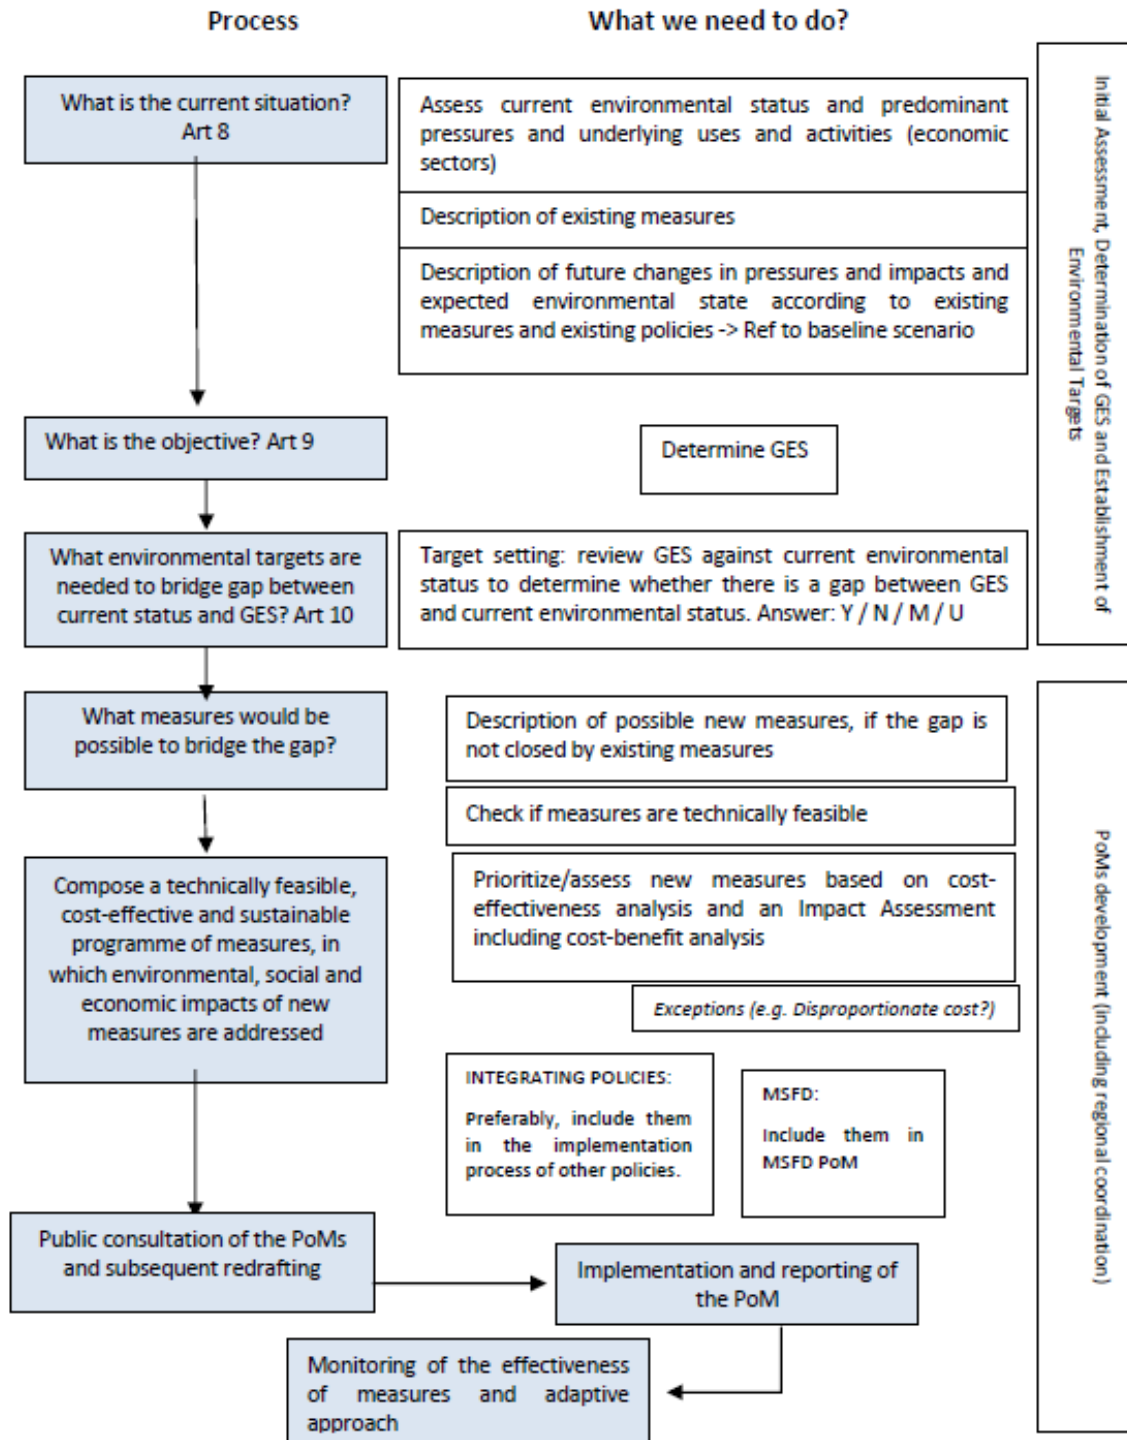 Process
What we need to do?
What is the current situation?
Art 8
Assess current environmental status and predominant
pressures and underlying uses and activities (economic
sectors)
Description of existing measures
Description of future changes in pressures and impacts and
expected environmental state according to existing
measures and existing policies -> Ref to baseline scenario
Initial Assessment, Determination of GES and Establishment of
Environmental Targets
What is the objective? Art 9
Determine GES
What environmental targets are
needed to bridge gap between
current status and GES? Art 10
Target setting: review GES against current environmental
status to determine whether there is a gap between GES
and current environmental status. Answer: Y / N / M / U
What measures would be
possible to bridge the gap?
Description of possible new measures, if the gap is
not closed by existing measures
Check if measures are technically feasible
Compose a technically feasible,
cost-effective and sustainable
programme of measures, in
which environmental, social and
economic impacts of new
measures are addressed
Prioritize/assess new measures based on cost-
effectiveness analysis and an Impact Assessment
including cost-benefit analysis
Exceptions (e.g. Disproportionate cost?)
INTEGRATING POLICIES:
Preferably, include them
in the implementation
process of other policies.
MSFD:
Include them in
MSFD PoM
PoMs development (including regional coordination)
Public consultation of the PoMs
and subsequent redrafting
Implementation and reporting of
the PoM
Monitoring of the effectiveness
of measures and adaptive
approach